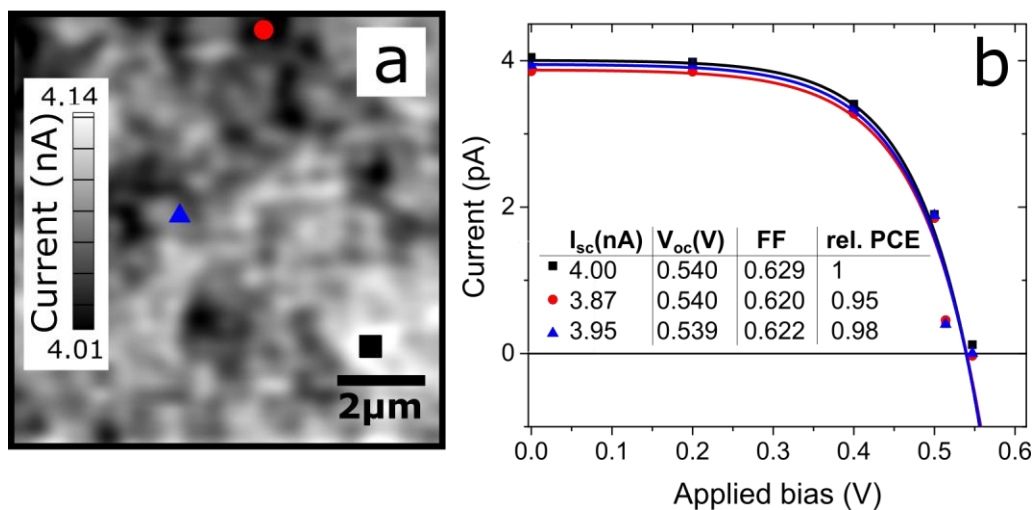 a
4.14
Current (nA)
4.01
2μm
b
Current (pA)
4
2
0
I_sc(nA) V_oc(V) FF rel. PCE
4.00 0.540 0.629 1
3.87 0.540 0.620 0.95
3.95 0.539 0.622 0.98
0.0 0.1 0.2 0.3 0.4 0.5 0.6
Applied bias (V)